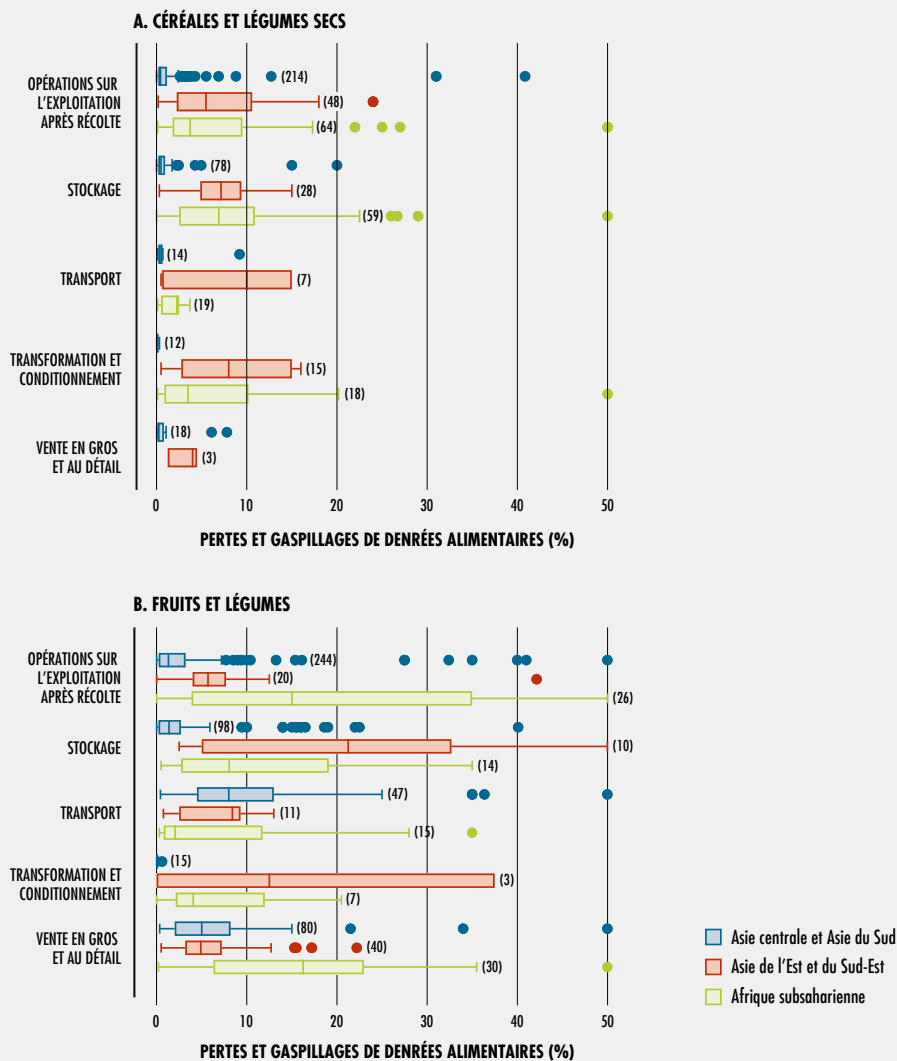 A. CÉRÉALES ET LÉGUMES SECS
OPÉRATIONS SUR
L'EXPLOITATION
APRÈS RÉCOLTE
(214)
(48)
(64)
STOCKAGE
(78)
(28)
(59)
TRANSPORT
(14)
(7)
(19)
TRANSFORMATION ET
CONDITIONNEMENT
(12)
(15)
(18)
VENTE EN GROS
ET AU DÉTAIL
(18)
(3)
0 10 20 30 40 50
PERTES ET GASPILLAGES DE DENRÉES ALIMENTAIRES (%)
B. FRUITS ET LÉGUMES
OPÉRATIONS SUR
L'EXPLOITATION
APRÈS RÉCOLTE
(244)
(20)
(26)
STOCKAGE
(98)
(10)
(14)
TRANSPORT
(47)
(11)
(15)
TRANSFORMATION ET
CONDITIONNEMENT
(15)
(3)
(7)
VENTE EN GROS
ET AU DÉTAIL
(80)
(40)
(30)
0 10 20 30 40 50
PERTES ET GASPILLAGES DE DENRÉES ALIMENTAIRES (%)
Asie centrale et Asie du Sud
Asie de l'Est et du Sud-Est
Afrique subsaharienne